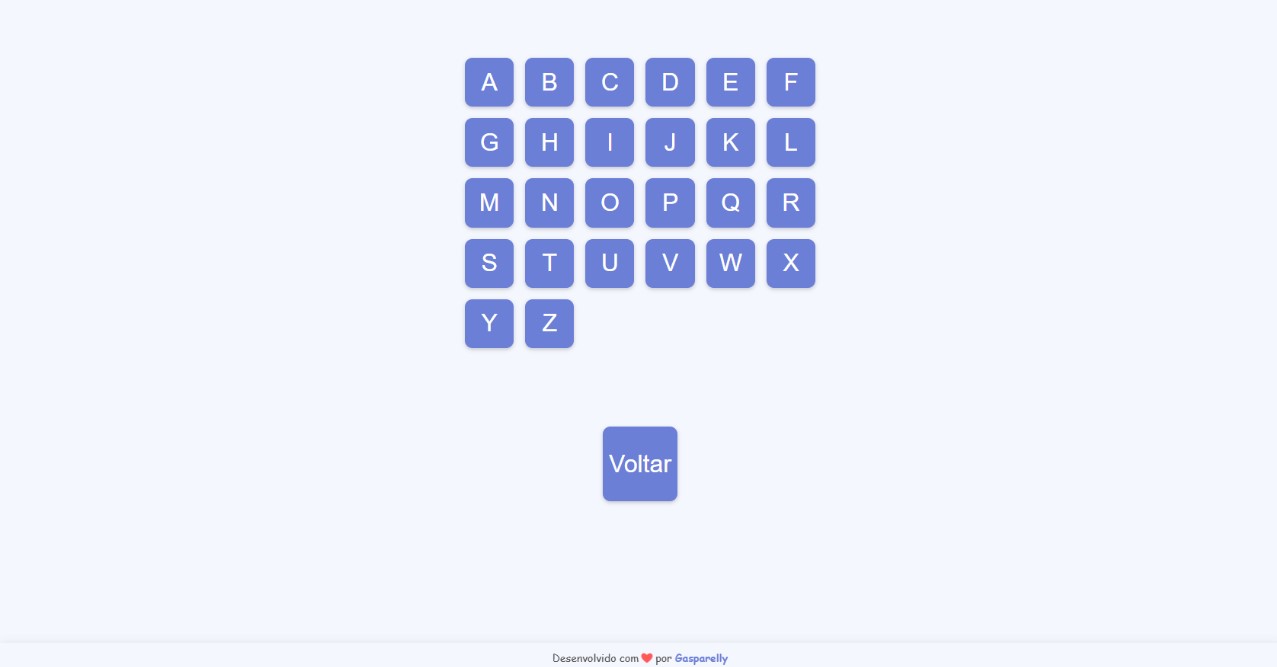 A B C D E F
G H I J K L
M N O P Q R
S T U V W X
Y Z
Voltar
Desenvolvido com ❤️ por Gasparelly